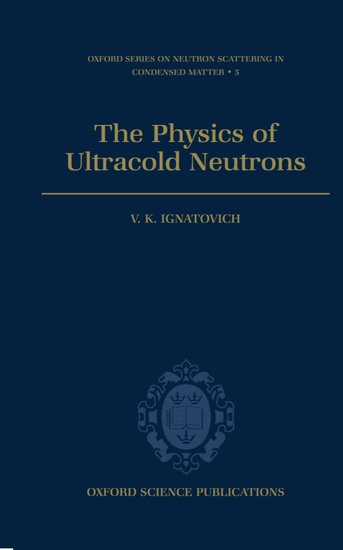 OXFORD SERIES ON NEUTRON SCATTERING IN
CONDENSED MATTER • 5
The Physics of
Ultracold Neutrons
V. K. IGNATOVICH
OXFORD SCIENCE PUBLICATIONS